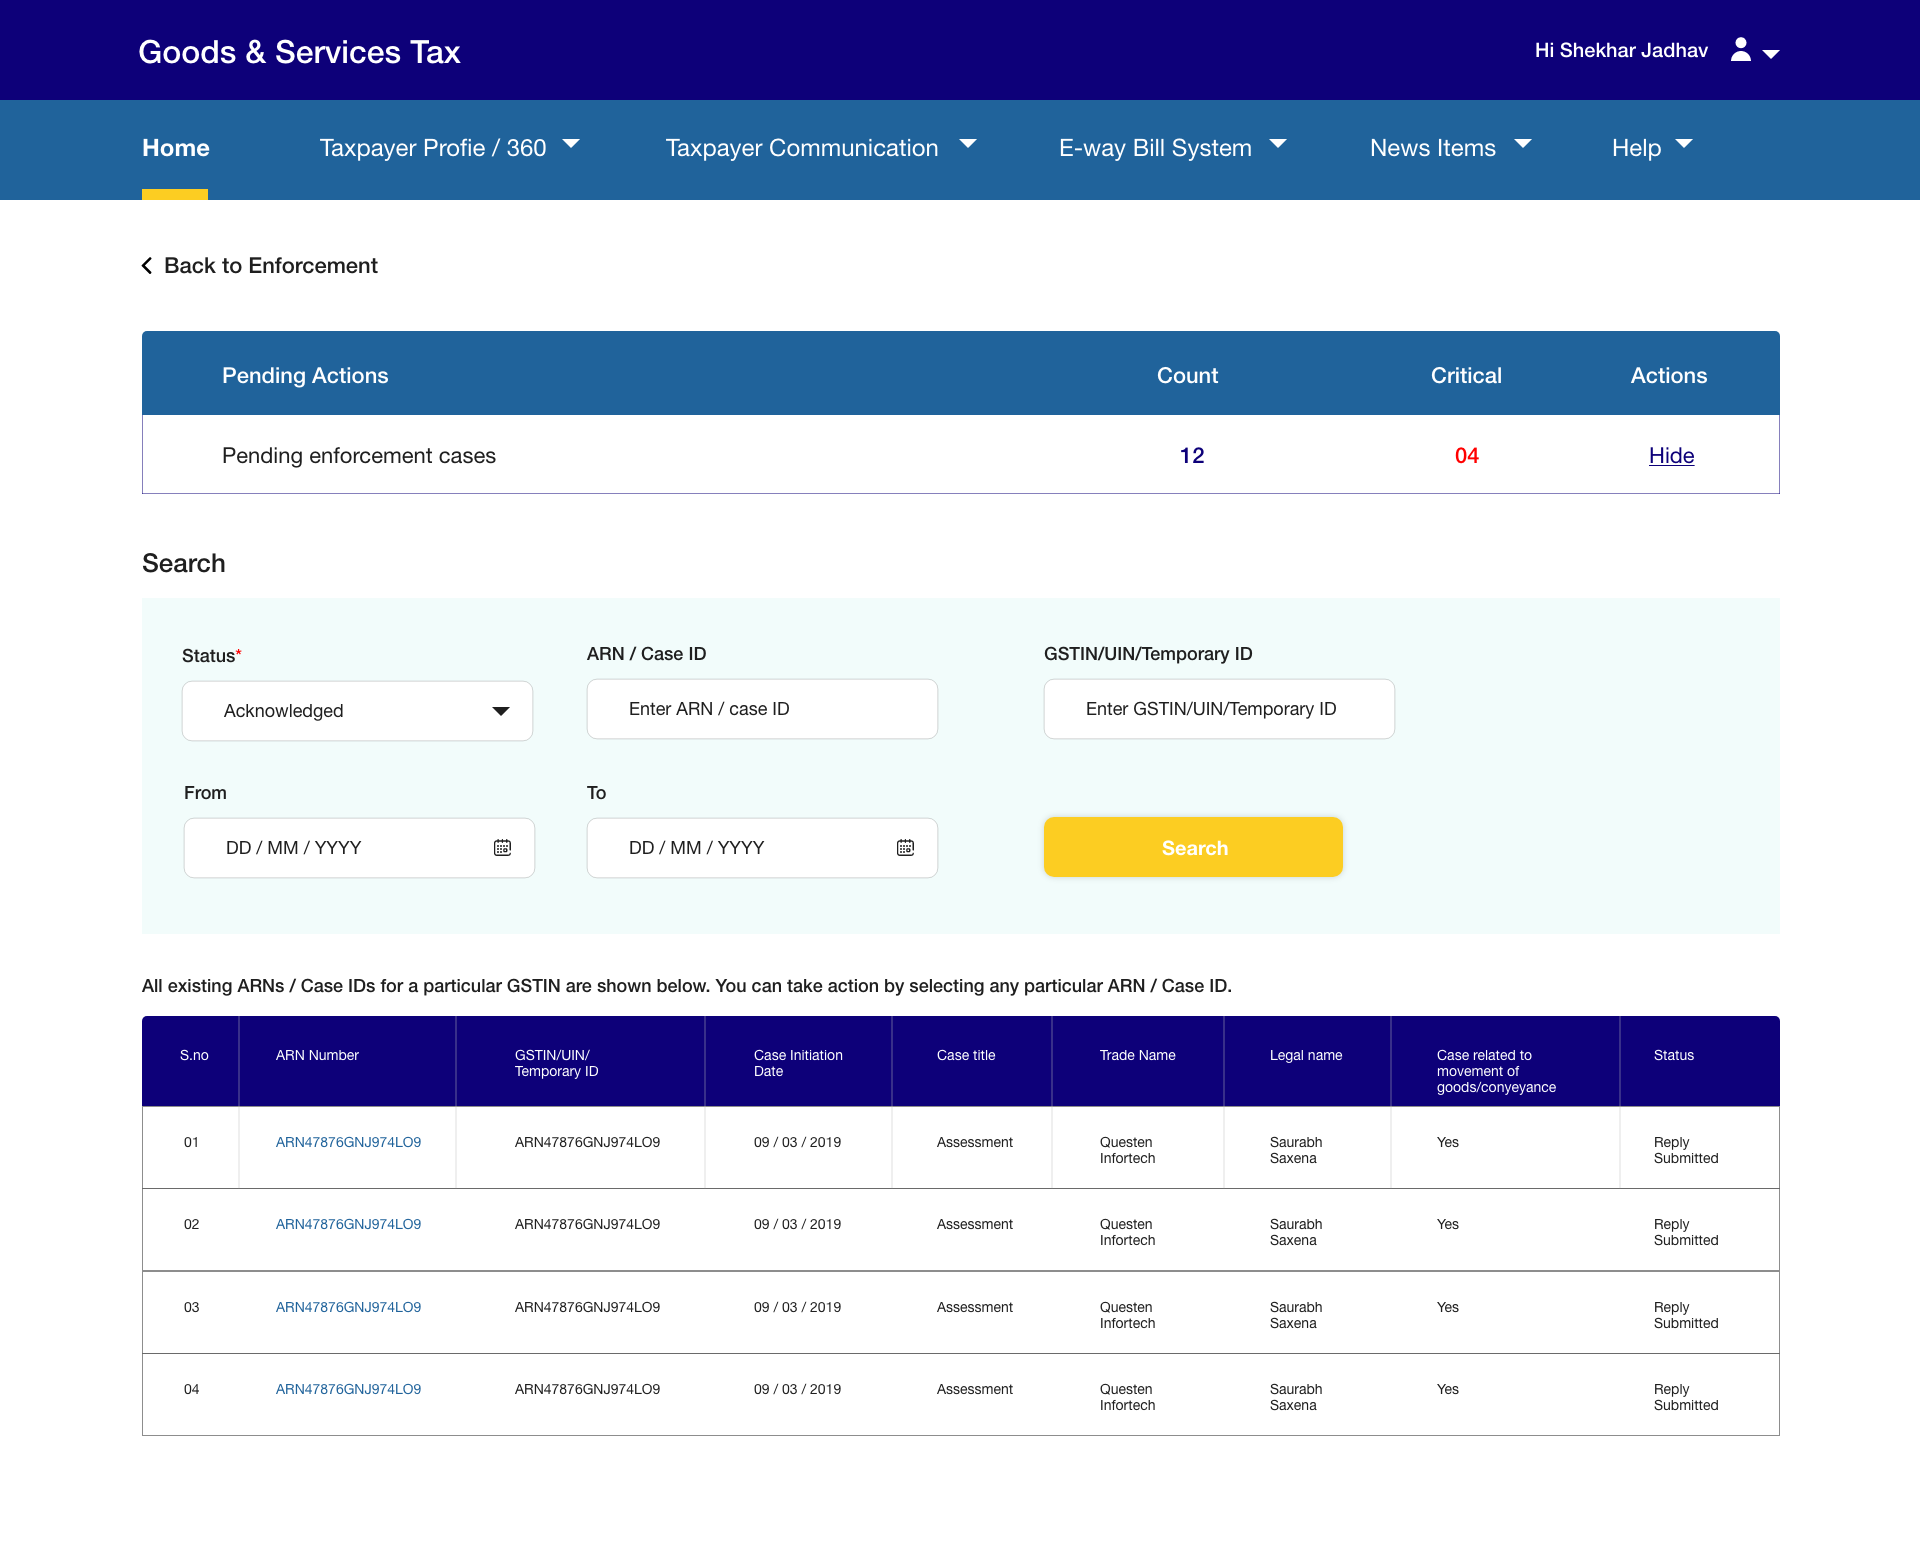 Goods & Services Tax
Hi Shekhar Jadhav
Home Taxpayer Profie / 360 Taxpayer Communication E-way Bill System News Items Help
Back to Enforcement
Pending Actions Count Critical Actions
Pending enforcement cases 12 04 Hide
Search
Status* ARN / Case ID GSTIN/UIN/Temporary ID
Acknowledged Enter ARN / case ID Enter GSTIN/UIN/Temporary ID
From To
DD / MM / YYYY DD / MM / YYYY Search
All existing ARNs / Case IDs for a particular GSTIN are shown below. You can take action by selecting any particular ARN / Case ID.
S.no ARN Number GSTIN/UIN/ Case Initiation Case title Trade Name Legal name Case related to Status
Temporary ID Date movement of
goods/conyeyance
01 ARN47876GNJ974LO9 ARN47876GNJ974LO9 09 / 03 / 2019 Assessment Questen Saurabh Yes Reply
Infortech Saxena Submitted
02 ARN47876GNJ974LO9 ARN47876GNJ974LO9 09 / 03 / 2019 Assessment Questen Saurabh Yes Reply
Infortech Saxena Submitted
03 ARN47876GNJ974LO9 ARN47876GNJ974LO9 09 / 03 / 2019 Assessment Questen Saurabh Yes Reply
Infortech Saxena Submitted
04 ARN47876GNJ974LO9 ARN47876GNJ974LO9 09 / 03 / 2019 Assessment Questen Saurabh Yes Reply
Infortech Saxena Submitted